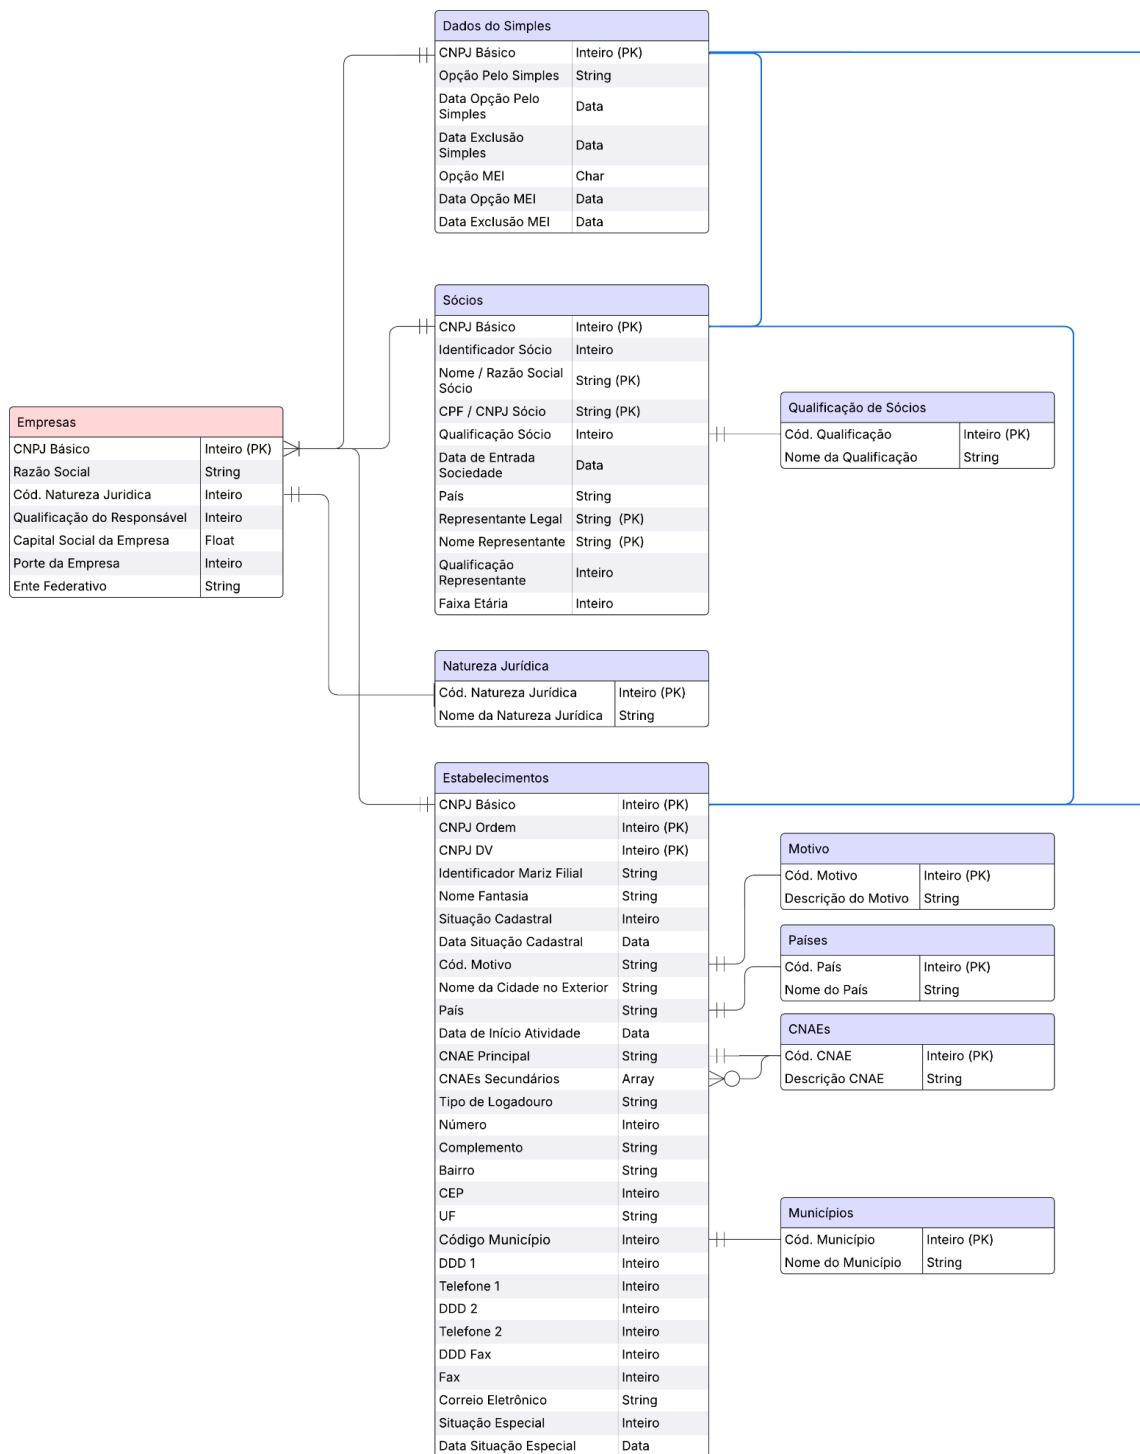 Dados do Simples
CNPJ Básico Inteiro (PK)
Opção Pelo Simples String
Data Opção Pelo
Simples Data
Data Exclusão
Simples Data
Opção MEI Char
Data Opção MEI Data
Data Exclusão MEI Data
Sócios
CNPJ Básico Inteiro (PK)
Identificador Sócio Inteiro
Nome / Razão Social
Sócio String (PK)
CPF / CNPJ Sócio String (PK)
Qualificação Sócio Inteiro
Data de Entrada
Sociedade Data
País String
Representante Legal String (PK)
Nome Representante String (PK)
Qualificação
Representante Inteiro
Faixa Etária Inteiro
Qualificação de Sócios
Cód. Qualificação Inteiro (PK)
Nome da Qualificação String
Empresas
CNPJ Básico Inteiro (PK)
Razão Social String
Cód. Natureza Juridica Inteiro
Qualificação do Responsável Inteiro
Capital Social da Empresa Float
Porte da Empresa Inteiro
Ente Federativo String
Natureza Jurídica
Cód. Natureza Jurídica Inteiro (PK)
Nome da Natureza Jurídica String
Estabelecimentos
CNPJ Básico Inteiro (PK)
CNPJ Ordem Inteiro (PK)
CNPJ DV Inteiro (PK)
Identificador Mariz Filial String
Nome Fantasia String
Situação Cadastral Inteiro
Data Situação Cadastral Data
Cód. Motivo String
Nome da Cidade no Exterior String
País String
Data de Início Atividade Data
CNAE Principal String
CNAEs Secundários Array
Tipo de Logadouro String
Número Inteiro
Complemento String
Bairro String
CEP Inteiro
UF String
Código Município Inteiro
DDD 1 Inteiro
Telefone 1 Inteiro
DDD 2 Inteiro
Telefone 2 Inteiro
DDD Fax Inteiro
Fax Inteiro
Correio Eletrônico String
Situação Especial Inteiro
Data Situação Especial Data
Motivo
Cód. Motivo Inteiro (PK)
Descrição do Motivo String
Países
Cód. País Inteiro (PK)
Nome do País String
CNAEs
Cód. CNAE Inteiro (PK)
Descrição CNAE String
Municípios
Cód. Município Inteiro (PK)
Nome do Município String